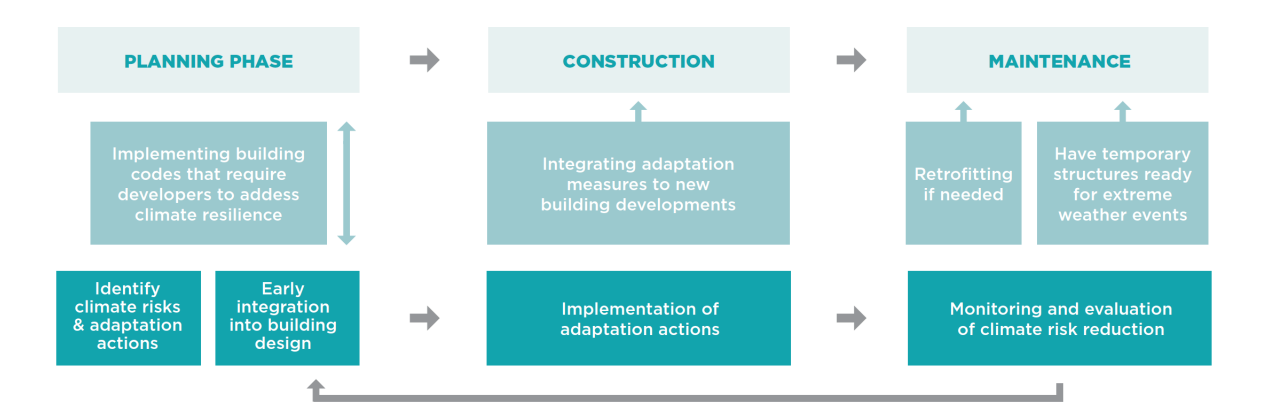 PLANNING PHASE
CONSTRUCTION
MAINTENANCE
Implementing building
codes that require
developers to addess
climate resilience
Integrating adaptation
measures to new
building developments
Retrofitting
if needed
Have temporary
structures ready
for extreme
weather events
Identify
climate risks
& adaptation
actions
Early
integration
into building
design
Implementation of
adaptation actions
Monitoring and evaluation
of climate risk reduction